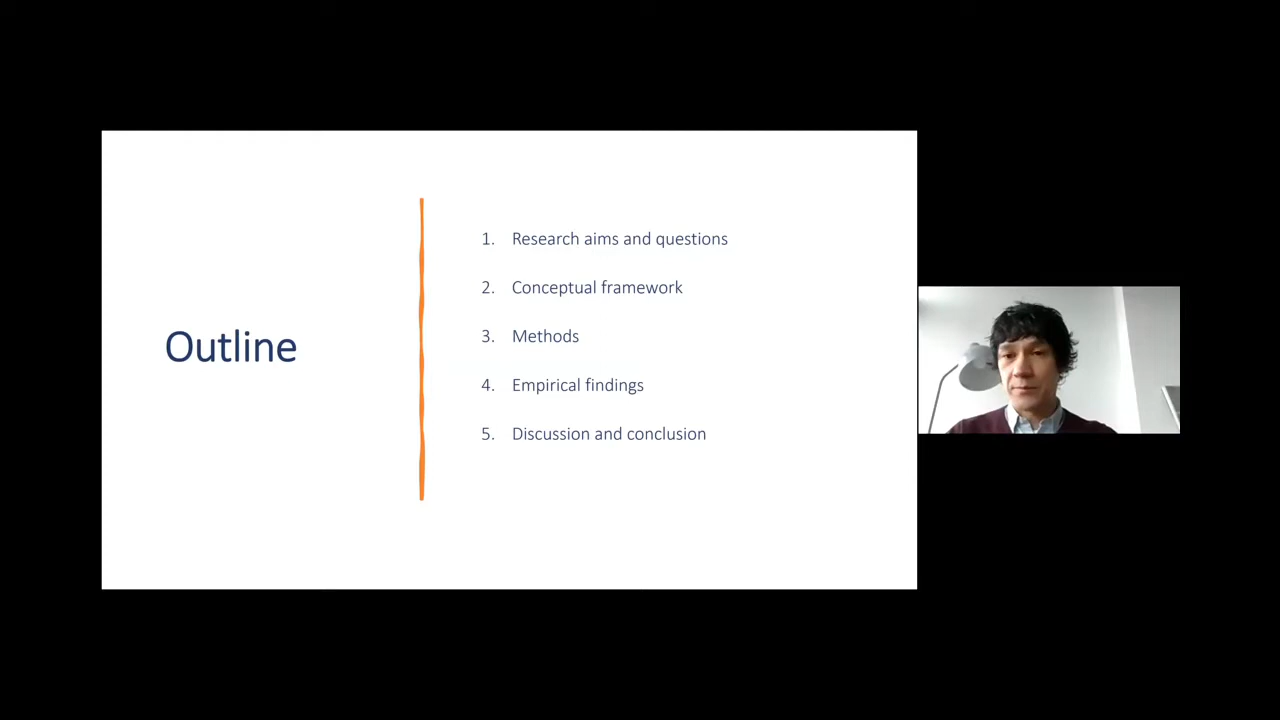 Outline
1. Research aims and questions
2. Conceptual framework
3. Methods
4. Empirical findings
5. Discussion and conclusion